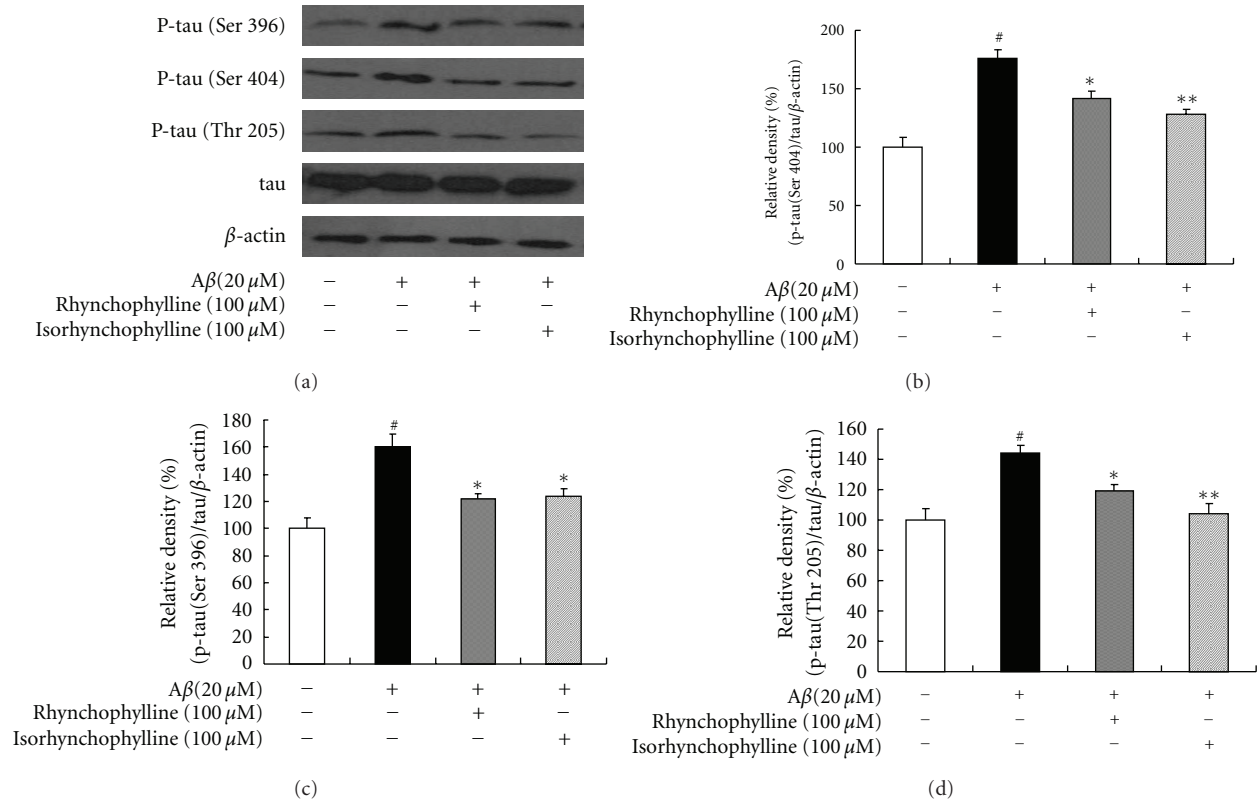 P-tau (Ser 396)
P-tau (Ser 404)
P-tau (Thr 205)
tau
β-actin
Aβ(20 μM) − + + +
Rhynchophylline (100 μM) − − + −
Isorhynchophylline (100 μM) − − − +
(a)
Relative density (%)
(p-tau(Ser 404)/tau/β-actin)
200
150
100
50
0
#
*
**
Aβ(20 μM) − + + +
Rhynchophylline (100 μM) − − + −
Isorhynchophylline (100 μM) − − − +
(b)
Relative density (%)
(p-tau(Ser 396)/tau/β-actin)
180
160
140
120
100
80
60
40
20
0
#
*
*
Aβ(20 μM) − + + +
Rhynchophylline (100 μM) − − + −
Isorhynchophylline (100 μM) − − − +
(c)
Relative density (%)
(p-tau(Thr 205)/tau/β-actin)
160
140
120
100
80
60
40
20
0
#
*
**
Aβ(20 μM) − + + +
Rhynchophylline (100 μM) − − + −
Isorhynchophylline (100 μM) − − − +
(d)